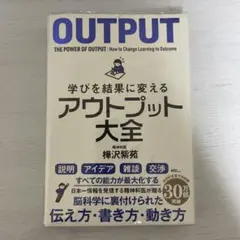 OUTPUT
THE POWER OF OUTPUT : How to Change Learning to Outcome
学びを結果に変える
アウトプット
大全
精神科医
樺沢紫苑
説明 アイデア 雑談 交渉 etc...
すべての能力が最大化する
日本一情報を発信する精神科医が贈る
脳科学に裏付けられた
伝え方・書き方・動き方
30